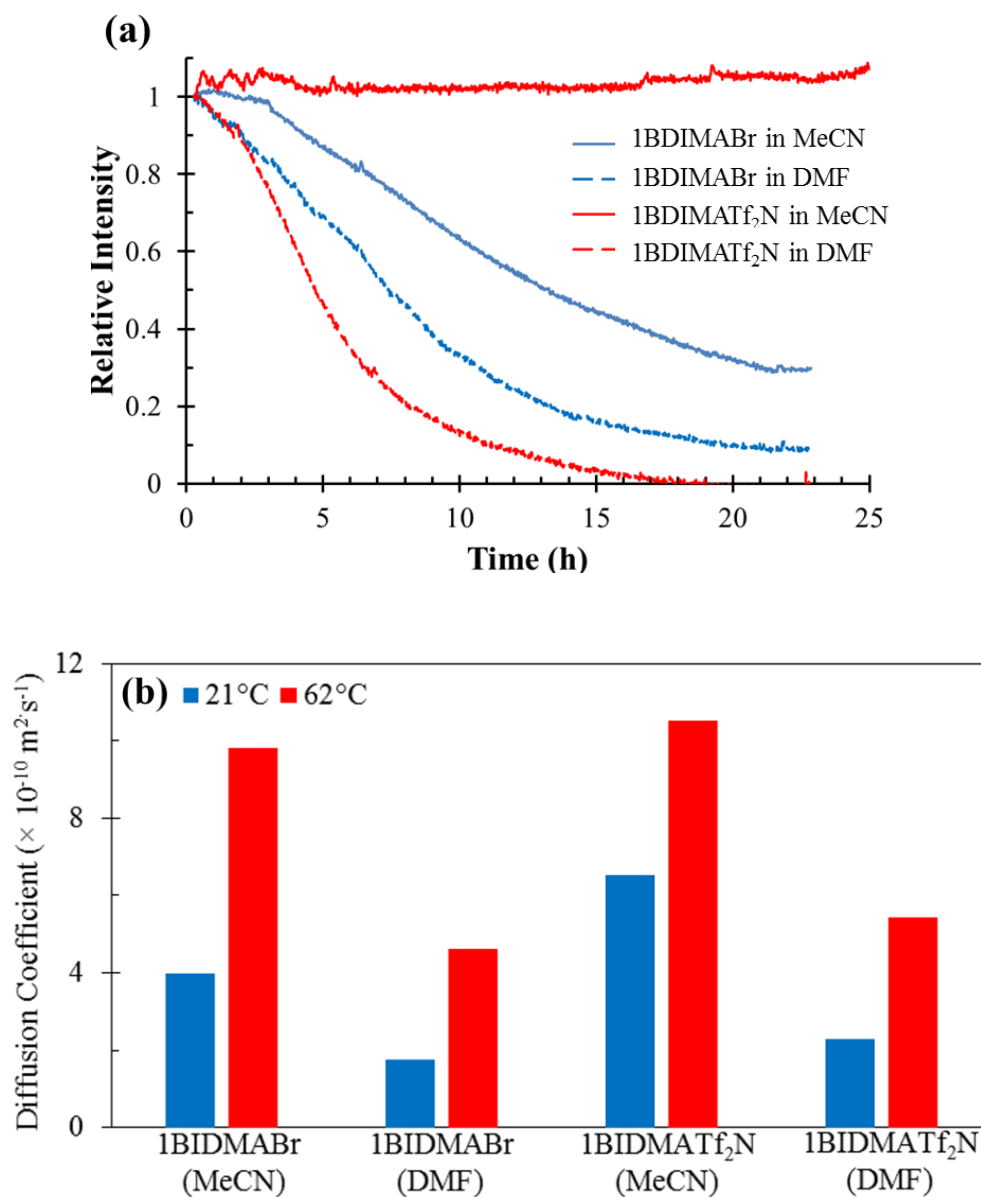 (a)
1
0.8
0.6
0.4
0.2
0
Relative Intensity
1BDIMABr in MeCN
1BDIMABr in DMF
1BDIMATf₂N in MeCN
1BDIMATf₂N in DMF
0 5 10 15 20 25
Time (h)
(b) 21°C 62°C
12
8
4
0
Diffusion Coefficient (× 10⁻¹⁰ m²·s⁻¹)
1BIDMABr 1BIDMABr 1BIDMATf₂N 1BIDMATf₂N
(MeCN) (DMF) (MeCN) (DMF)